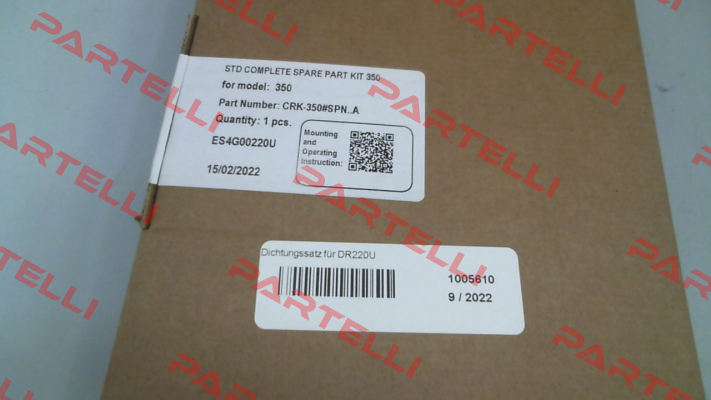 STD COMPLETE SPARE PART KIT 350
for model: 350
Part Number: CRK-350#SPN..A
Quantity: 1 pcs.
ES4G00220U
15/02/2022
Mounting
and
Operating
Instruction:
Dichtungssatz für DR220U
1005610
9 / 2022
PARTELLI
PARTELLI
PARTELLI
PARTELLI
PARTELLI
PARTELLI
PARTELLI
PARTELLI